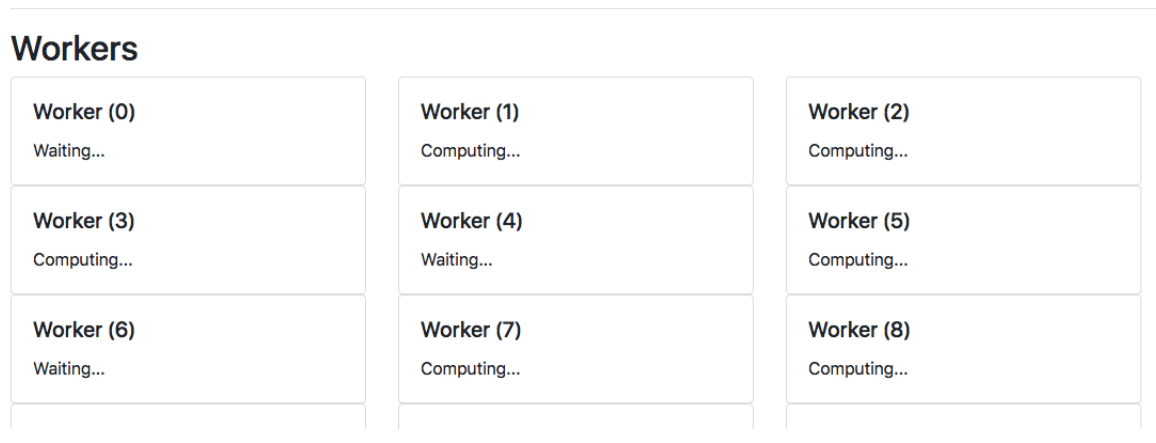 Workers
Worker (0)
Waiting...
Worker (1)
Computing...
Worker (2)
Computing...
Worker (3)
Computing...
Worker (4)
Waiting...
Worker (5)
Computing...
Worker (6)
Waiting...
Worker (7)
Computing...
Worker (8)
Computing...